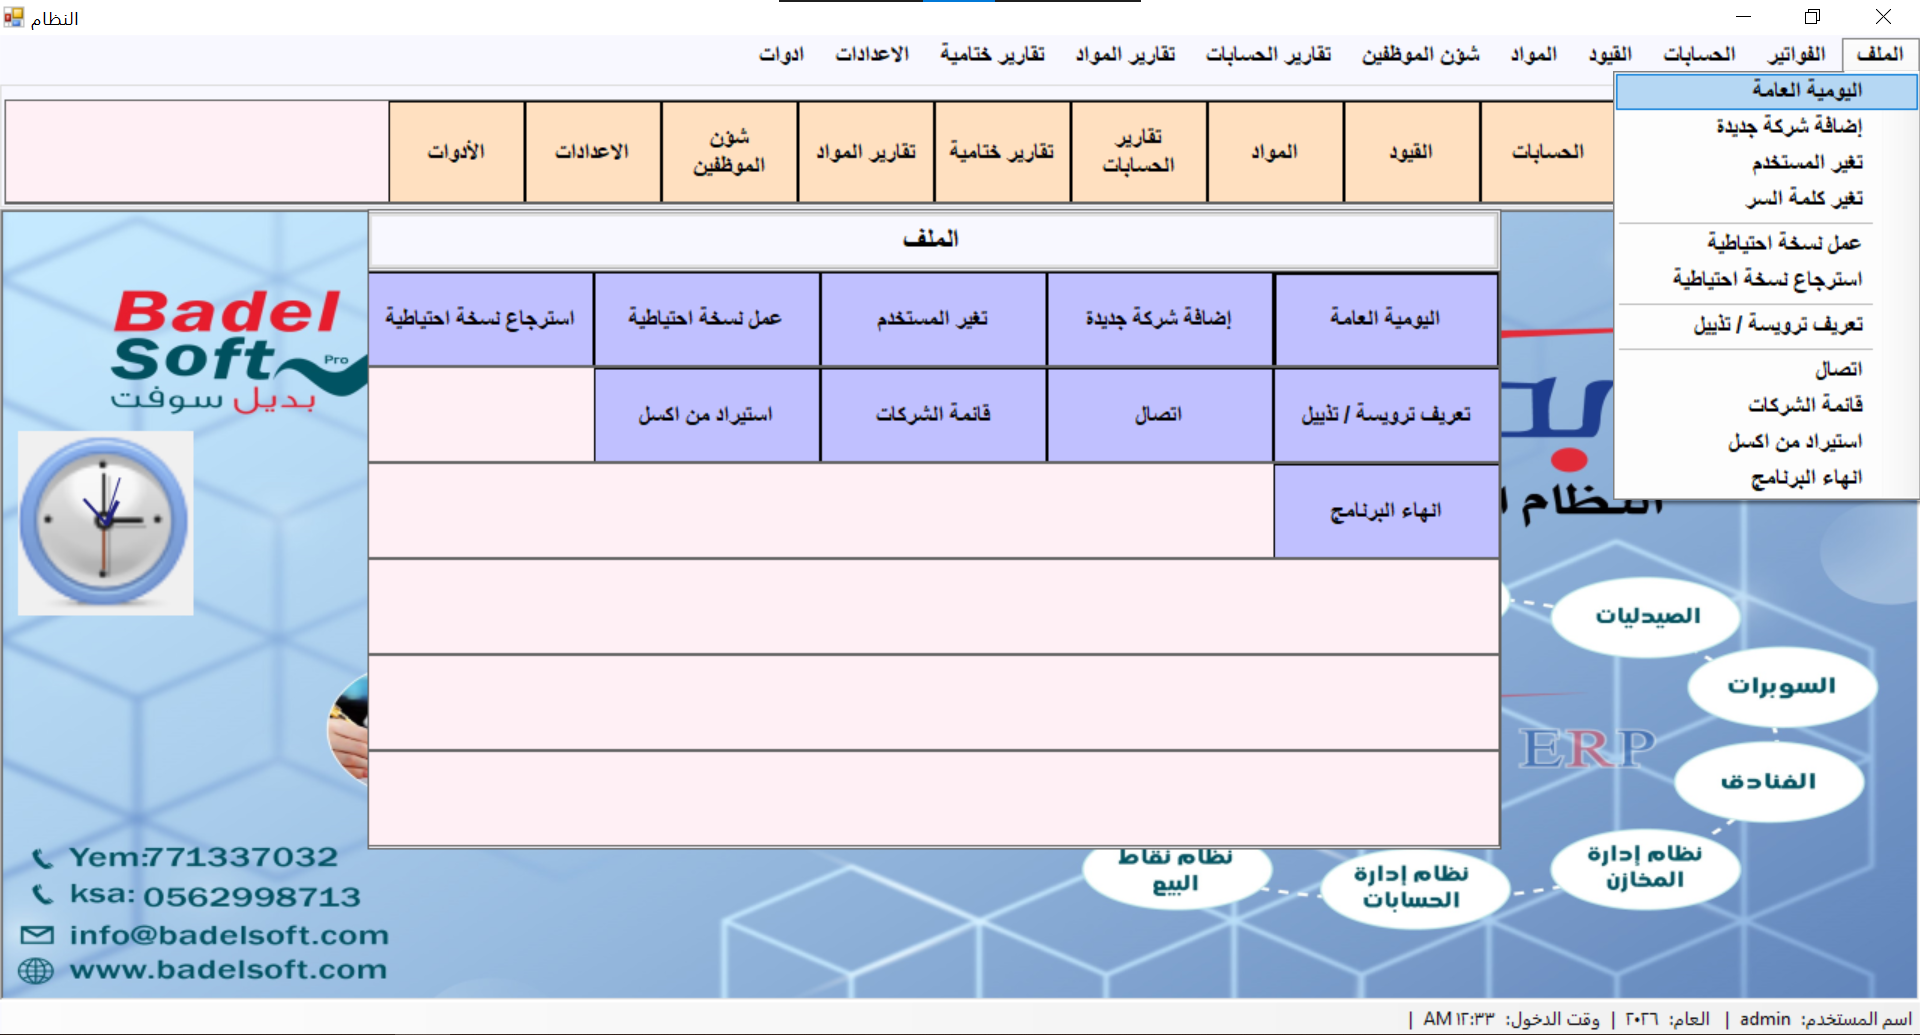 النظام
الملف الفواتير الحسابات القيود المواد شؤن الموظفين تقارير الحسابات تقارير المواد تقارير ختامية الاعدادات ادوات
اليومية العامة
إضافة شركة جديدة
تغير المستخدم
تغير كلمة السر
عمل نسخة احتياطية
استرجاع نسخة احتياطية
تعريف ترويسة / تذييل
اتصال
قائمة الشركات
استيراد من اكسل
انهاء البرنامج
الحسابات
القيود
المواد
تقارير
الحسابات
تقارير ختامية
تقارير المواد
شؤن
الموظفين
الاعدادات
الأدوات
الملف
اليومية العامة
إضافة شركة جديدة
تغير المستخدم
عمل نسخة احتياطية
استرجاع نسخة احتياطية
تعريف ترويسة / تذييل
اتصال
قائمة الشركات
استيراد من اكسل
انهاء البرنامج
Badel
Soft Pro
بديل سوفت
النظام
الصيدليات
السوبرات
ERP
الفنادق
نظام إدارة
المخازن
نظام إدارة
الحسابات
نظام نقاط
البيع
Yem:771337032
ksa: 0562998713
info@badelsoft.com
www.badelsoft.com
اسم المستخدم: admin | العام: ٢٠٢٦ | وقت الدخول: ١٢:٣٣ AM |